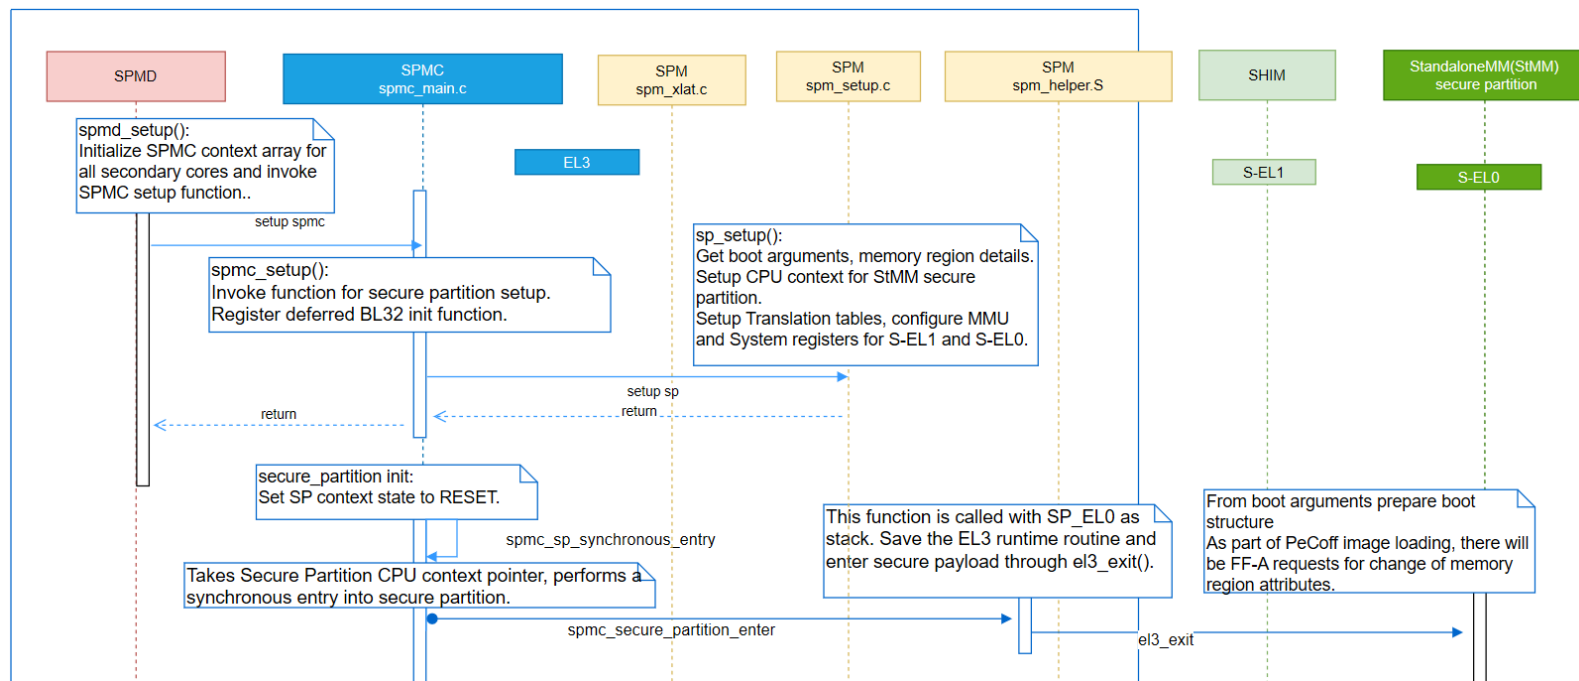 SPMD
SPMC
spmc_main.c
SPM
spm_xlat.c
SPM
spm_setup.c
SPM
spm_helper.S
SHIM
StandaloneMM(StMM)
secure partition
spmd_setup():
Initialize SPMC context array for
all secondary cores and invoke
SPMC setup function..
EL3
S-EL1
S-EL0
setup spmc
sp_setup():
Get boot arguments, memory region details.
Setup CPU context for StMM secure
partition.
Setup Translation tables, configure MMU
and System registers for S-EL1 and S-EL0.
spmc_setup():
Invoke function for secure partition setup.
Register deferred BL32 init function.
setup sp
return
return
secure_partition init:
Set SP context state to RESET.
spmc_sp_synchronous_entry
This function is called with SP_EL0 as
stack. Save the EL3 runtime routine and
enter secure payload through el3_exit().
From boot arguments prepare boot
structure
As part of PeCoff image loading, there will
be FF-A requests for change of memory
region attributes.
Takes Secure Partition CPU context pointer, performs a
synchronous entry into secure partition.
spmc_secure_partition_enter
el3_exit